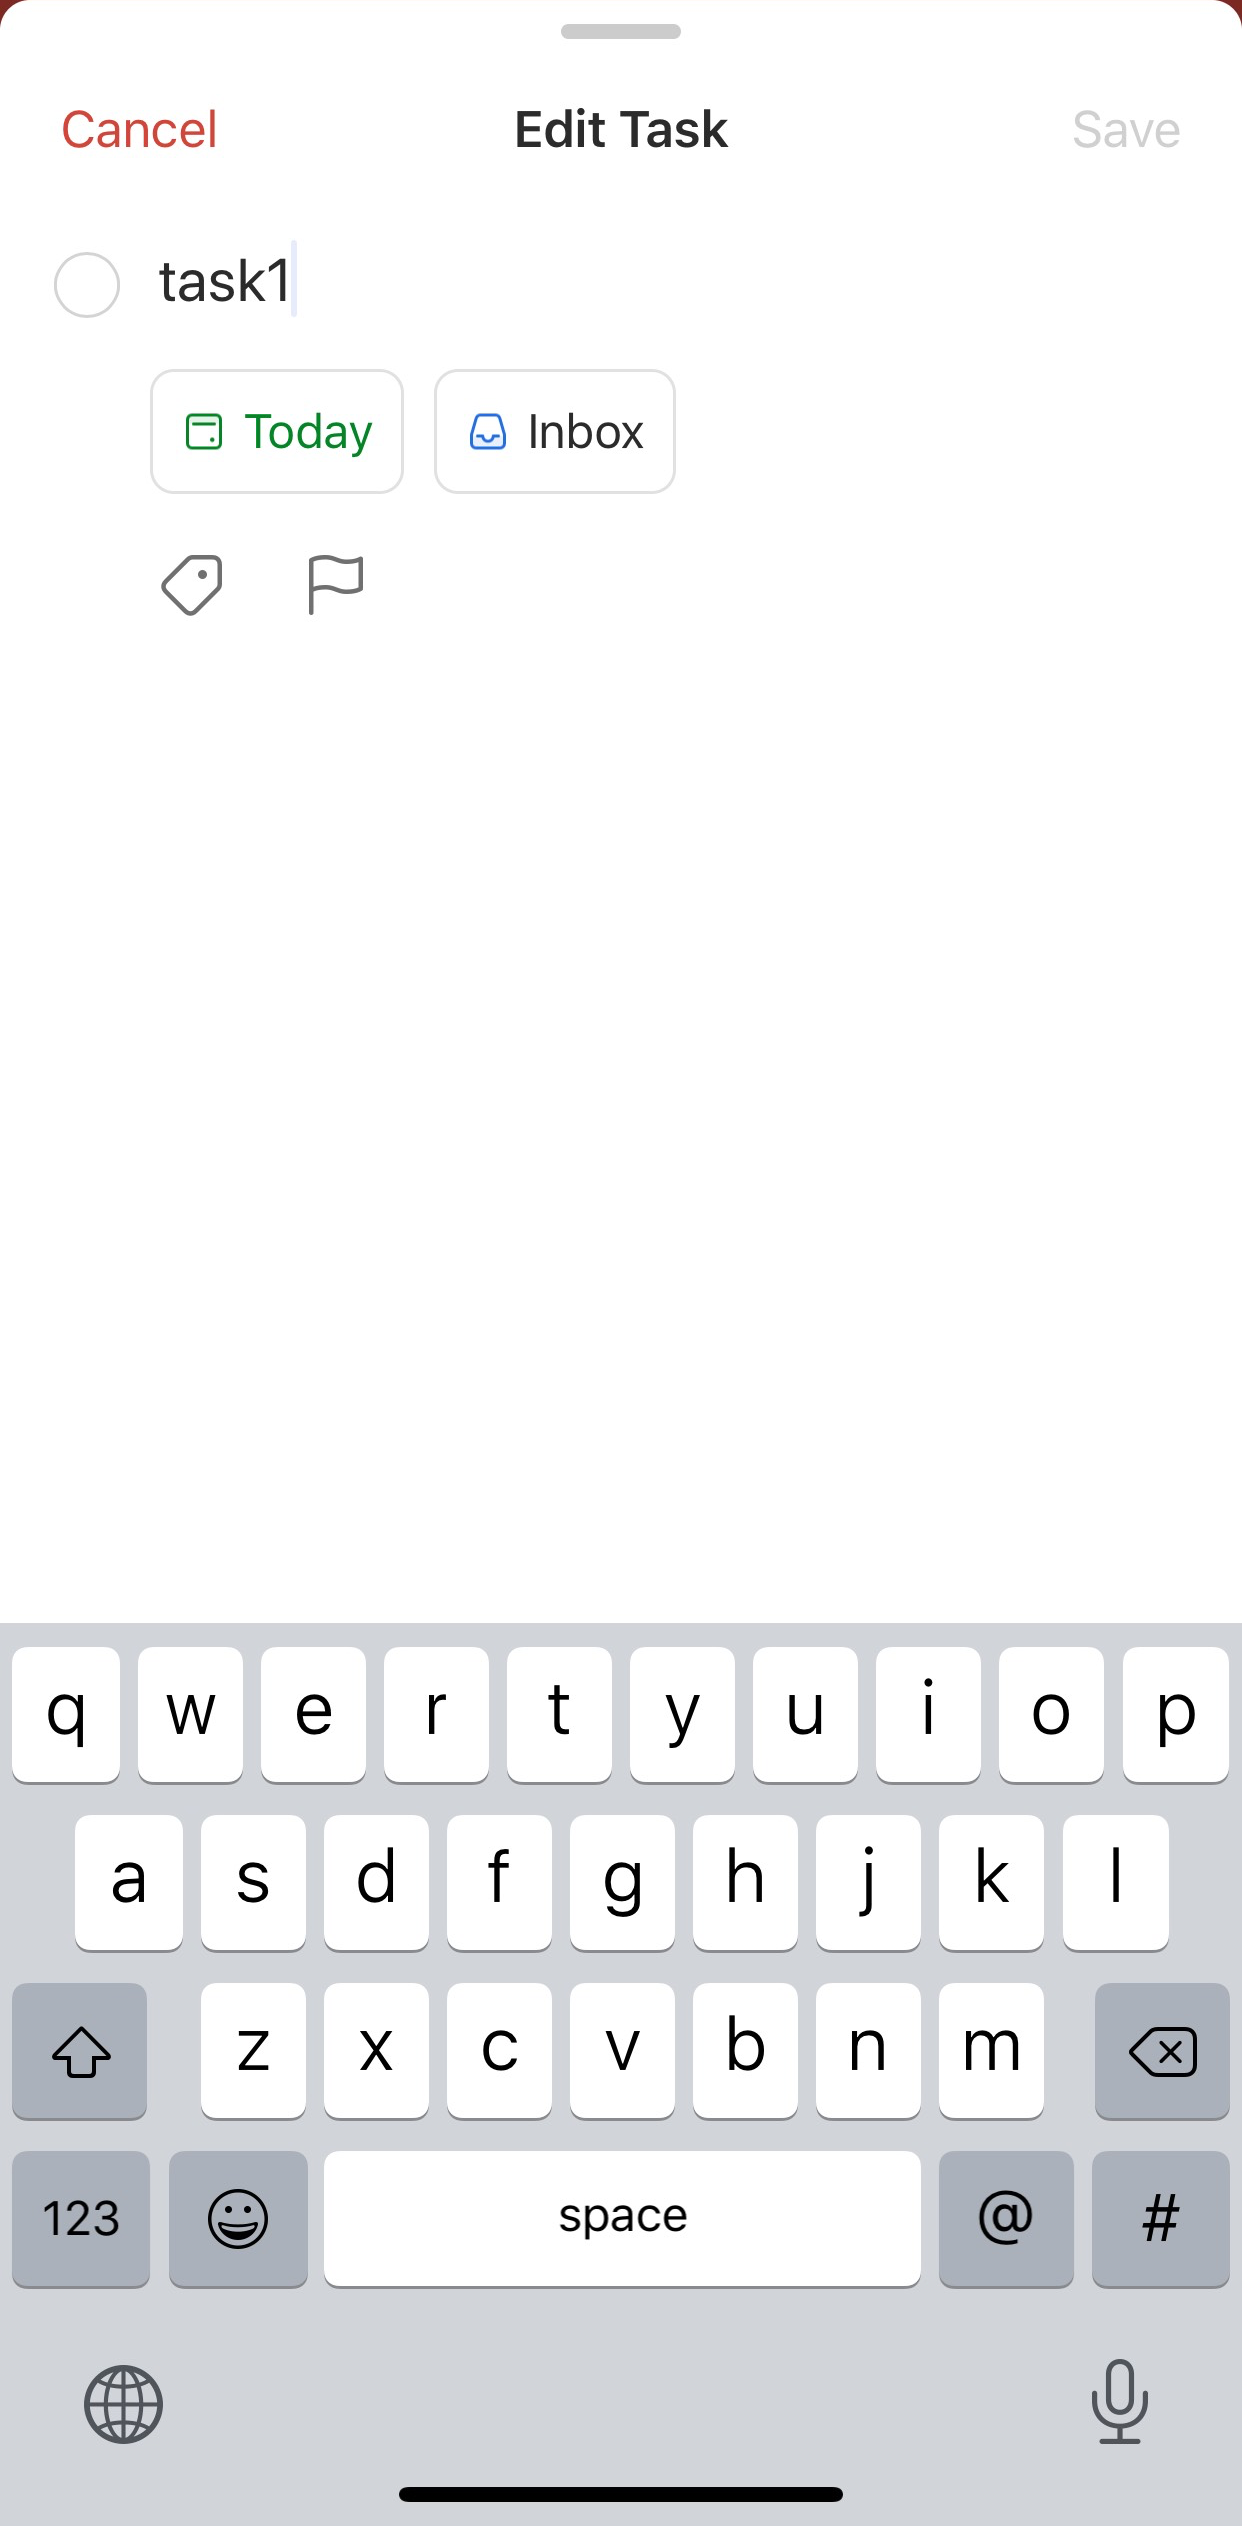 Cancel Edit Task Save
task1
Today Inbox
q w e r t y u i o p
a s d f g h j k l
z x c v b n m
123 space @ #